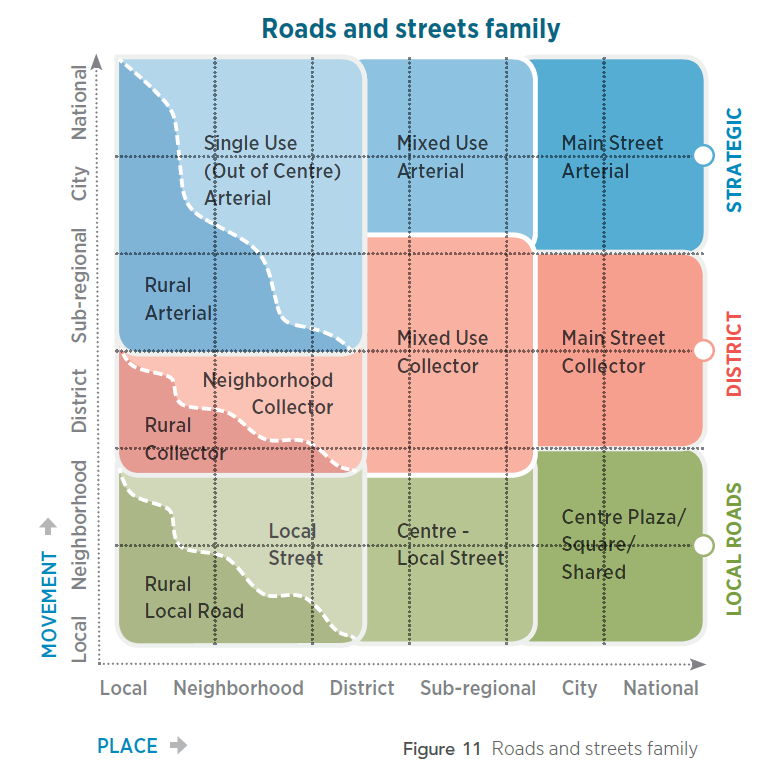 Roads and streets family
National
City
Sub-regional
District
Neighborhood
Local
MOVEMENT
Single Use
(Out of Centre)
Arterial
Mixed Use
Arterial
Main Street
Arterial
STRATEGIC
Rural
Arterial
Mixed Use
Collector
Main Street
Collector
DISTRICT
Neighborhood
Collector
Rural
Collector
Local
Street
Centre -
Local Street
Centre Plaza/
Square/
Shared
LOCAL ROADS
Rural
Local Road
Local Neighborhood District Sub-regional City National
PLACE
Figure 11 Roads and streets family